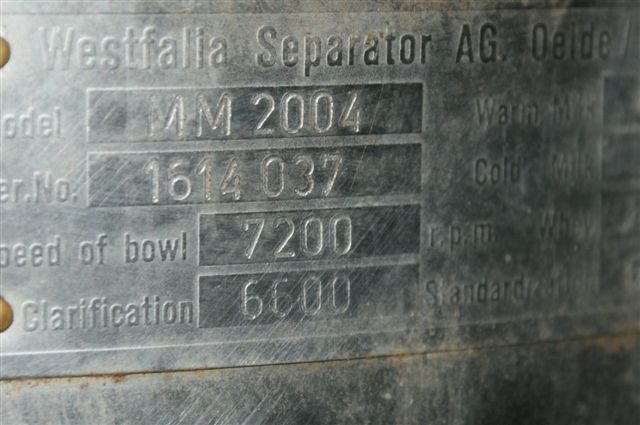 Westfalia Separator AG. Oelde
odel MM 2004 Warm Milk
er.No. 1614 037 Cold Milk
peed of bowl 7200 r.p.m. Whey
Clarification 6600 Standardization